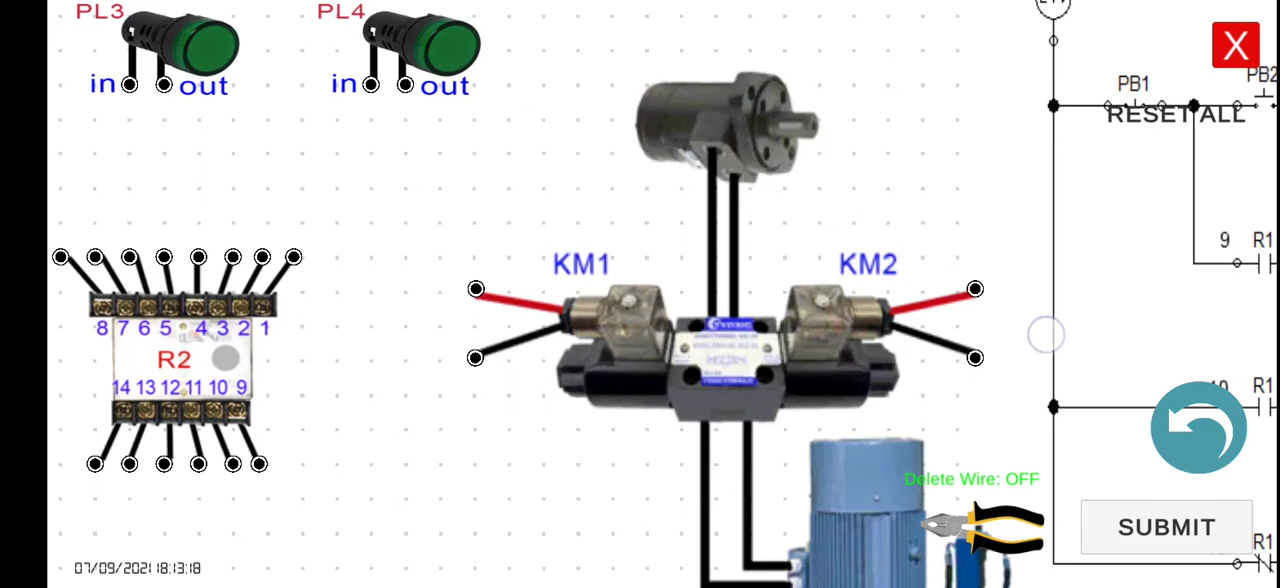 PL3
in
out
PL4
in
out
X
PB1
PB2
RESET ALL
KM1
KM2
9
R1
8 7 6 5 4 3 2 1
R2
14 13 12 11 10 9
R1
Delete Wire: OFF
SUBMIT
R1
07/09/2021 18:13:18